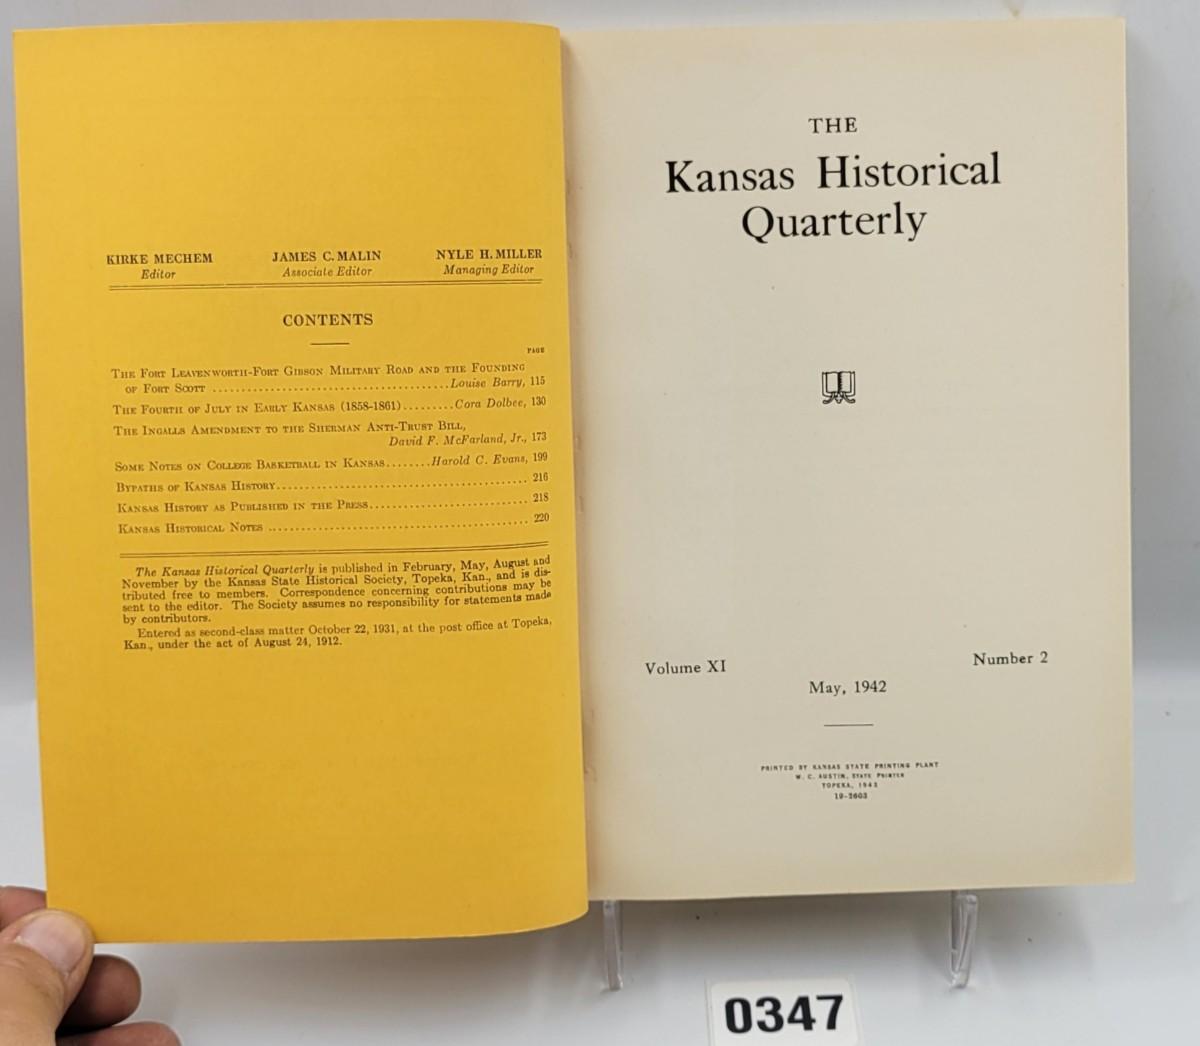 KIRKE MECHEM JAMES C. MALIN NYLE H. MILLER
Editor Associate Editor Managing Editor
CONTENTS
PAGE
THE FORT LEAVENWORTH-FORT GIBSON MILITARY ROAD AND THE FOUNDING
OF FORT SCOTT ........................................Louise Barry, 115
THE FOURTH OF JULY IN EARLY KANSAS (1858-1861).........Cora Dolbee, 130
THE INGALLS AMENDMENT TO THE SHERMAN ANTI-TRUST BILL,
David F. McFarland, Jr., 173
SOME NOTES ON COLLEGE BASKETBALL IN KANSAS........Harold C. Evans, 199
BYPATHS OF KANSAS HISTORY............................................ 216
KANSAS HISTORY AS PUBLISHED IN THE PRESS........................... 218
KANSAS HISTORICAL NOTES ............................................ 220
The Kansas Historical Quarterly is published in February, May, August and
November by the Kansas State Historical Society, Topeka, Kan., and is dis-
tributed free to members. Correspondence concerning contributions may be
sent to the editor. The Society assumes no responsibility for statements made
by contributors.
Entered as second-class matter October 22, 1931, at the post office at Topeka,
Kan., under the act of August 24, 1912.
THE
Kansas Historical
Quarterly
Volume XI Number 2
May, 1942
PRINTED BY KANSAS STATE PRINTING PLANT
W. C. AUSTIN, STATE PRINTER
TOPEKA, 1942
19-2603
0347